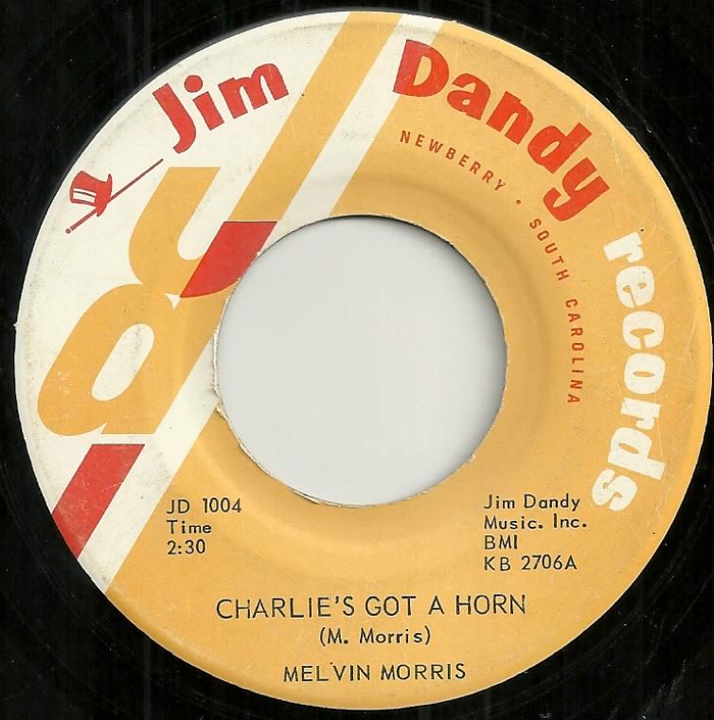 Jim Dandy records
NEWBERRY • SOUTH CAROLINA
jd
JD 1004
Time
2:30
Jim Dandy
Music. Inc.
BMI
KB 2706A
CHARLIE'S GOT A HORN
(M. Morris)
MELVIN MORRIS